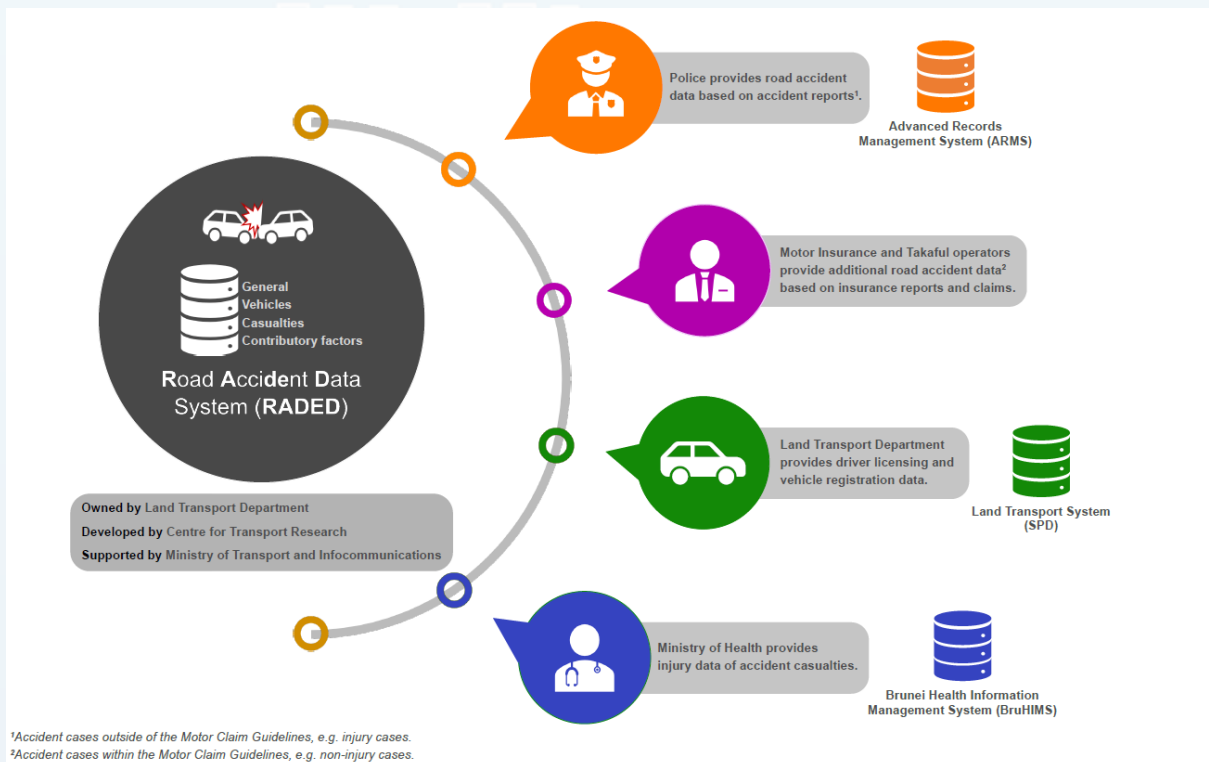 Police provides road accident
data based on accident reports¹.
Advanced Records
Management System (ARMS)
General
Vehicles
Casualties
Contributory factors
Road Accident Data
System (RADED)
Motor Insurance and Takaful operators
provide additional road accident data²
based on insurance reports and claims.
Land Transport Department
provides driver licensing and
vehicle registration data.
Land Transport System
(SPD)
Owned by Land Transport Department
Developed by Centre for Transport Research
Supported by Ministry of Transport and Infocommunications
Ministry of Health provides
injury data of accident casualties.
Brunei Health Information
Management System (BruHIMS)
¹Accident cases outside of the Motor Claim Guidelines, e.g. injury cases.
²Accident cases within the Motor Claim Guidelines, e.g. non-injury cases.